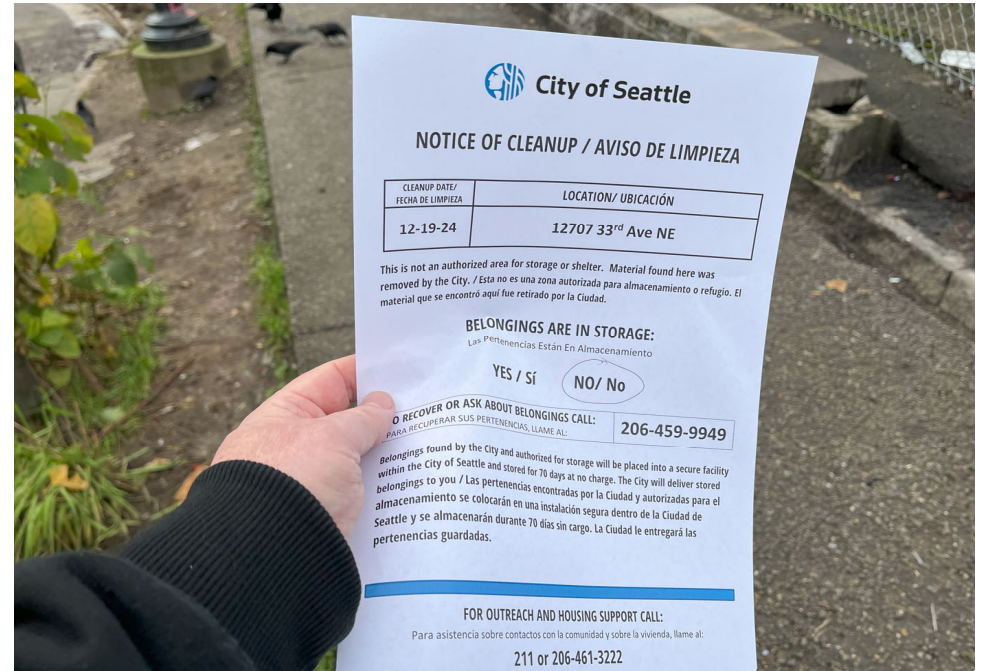 City of Seattle
NOTICE OF CLEANUP / AVISO DE LIMPIEZA
CLEANUP DATE/
FECHA DE LIMPIEZA
LOCATION/ UBICACIÓN
12-19-24
12707 33rd Ave NE
This is not an authorized area for storage or shelter. Material found here was
removed by the City. / Esta no es una zona autorizada para almacenamiento o refugio. El
material que se encontró aquí fue retirado por la Ciudad.
BELONGINGS ARE IN STORAGE:
Las Pertenencias Están En Almacenamiento
YES / SÍ
NO/ No
O RECOVER OR ASK ABOUT BELONGINGS CALL:
PARA RECUPERAR SUS PERTENENCIAS, LLAME AL:
206-459-9949
Belongings found by the City and authorized for storage will be placed into a secure facility
within the City of Seattle and stored for 70 days at no charge. The City will deliver stored
belongings to you / Las pertenencias encontradas por la Ciudad y autorizadas para el
almacenamiento se colocarán en una instalación segura dentro de la Ciudad de
Seattle y se almacenarán durante 70 días sin cargo. La Ciudad le entregará las
pertenencias guardadas.
FOR OUTREACH AND HOUSING SUPPORT CALL:
Para asistencia sobre contactos con la comunidad y sobre la vivienda, llame al:
211 or 206-461-3222